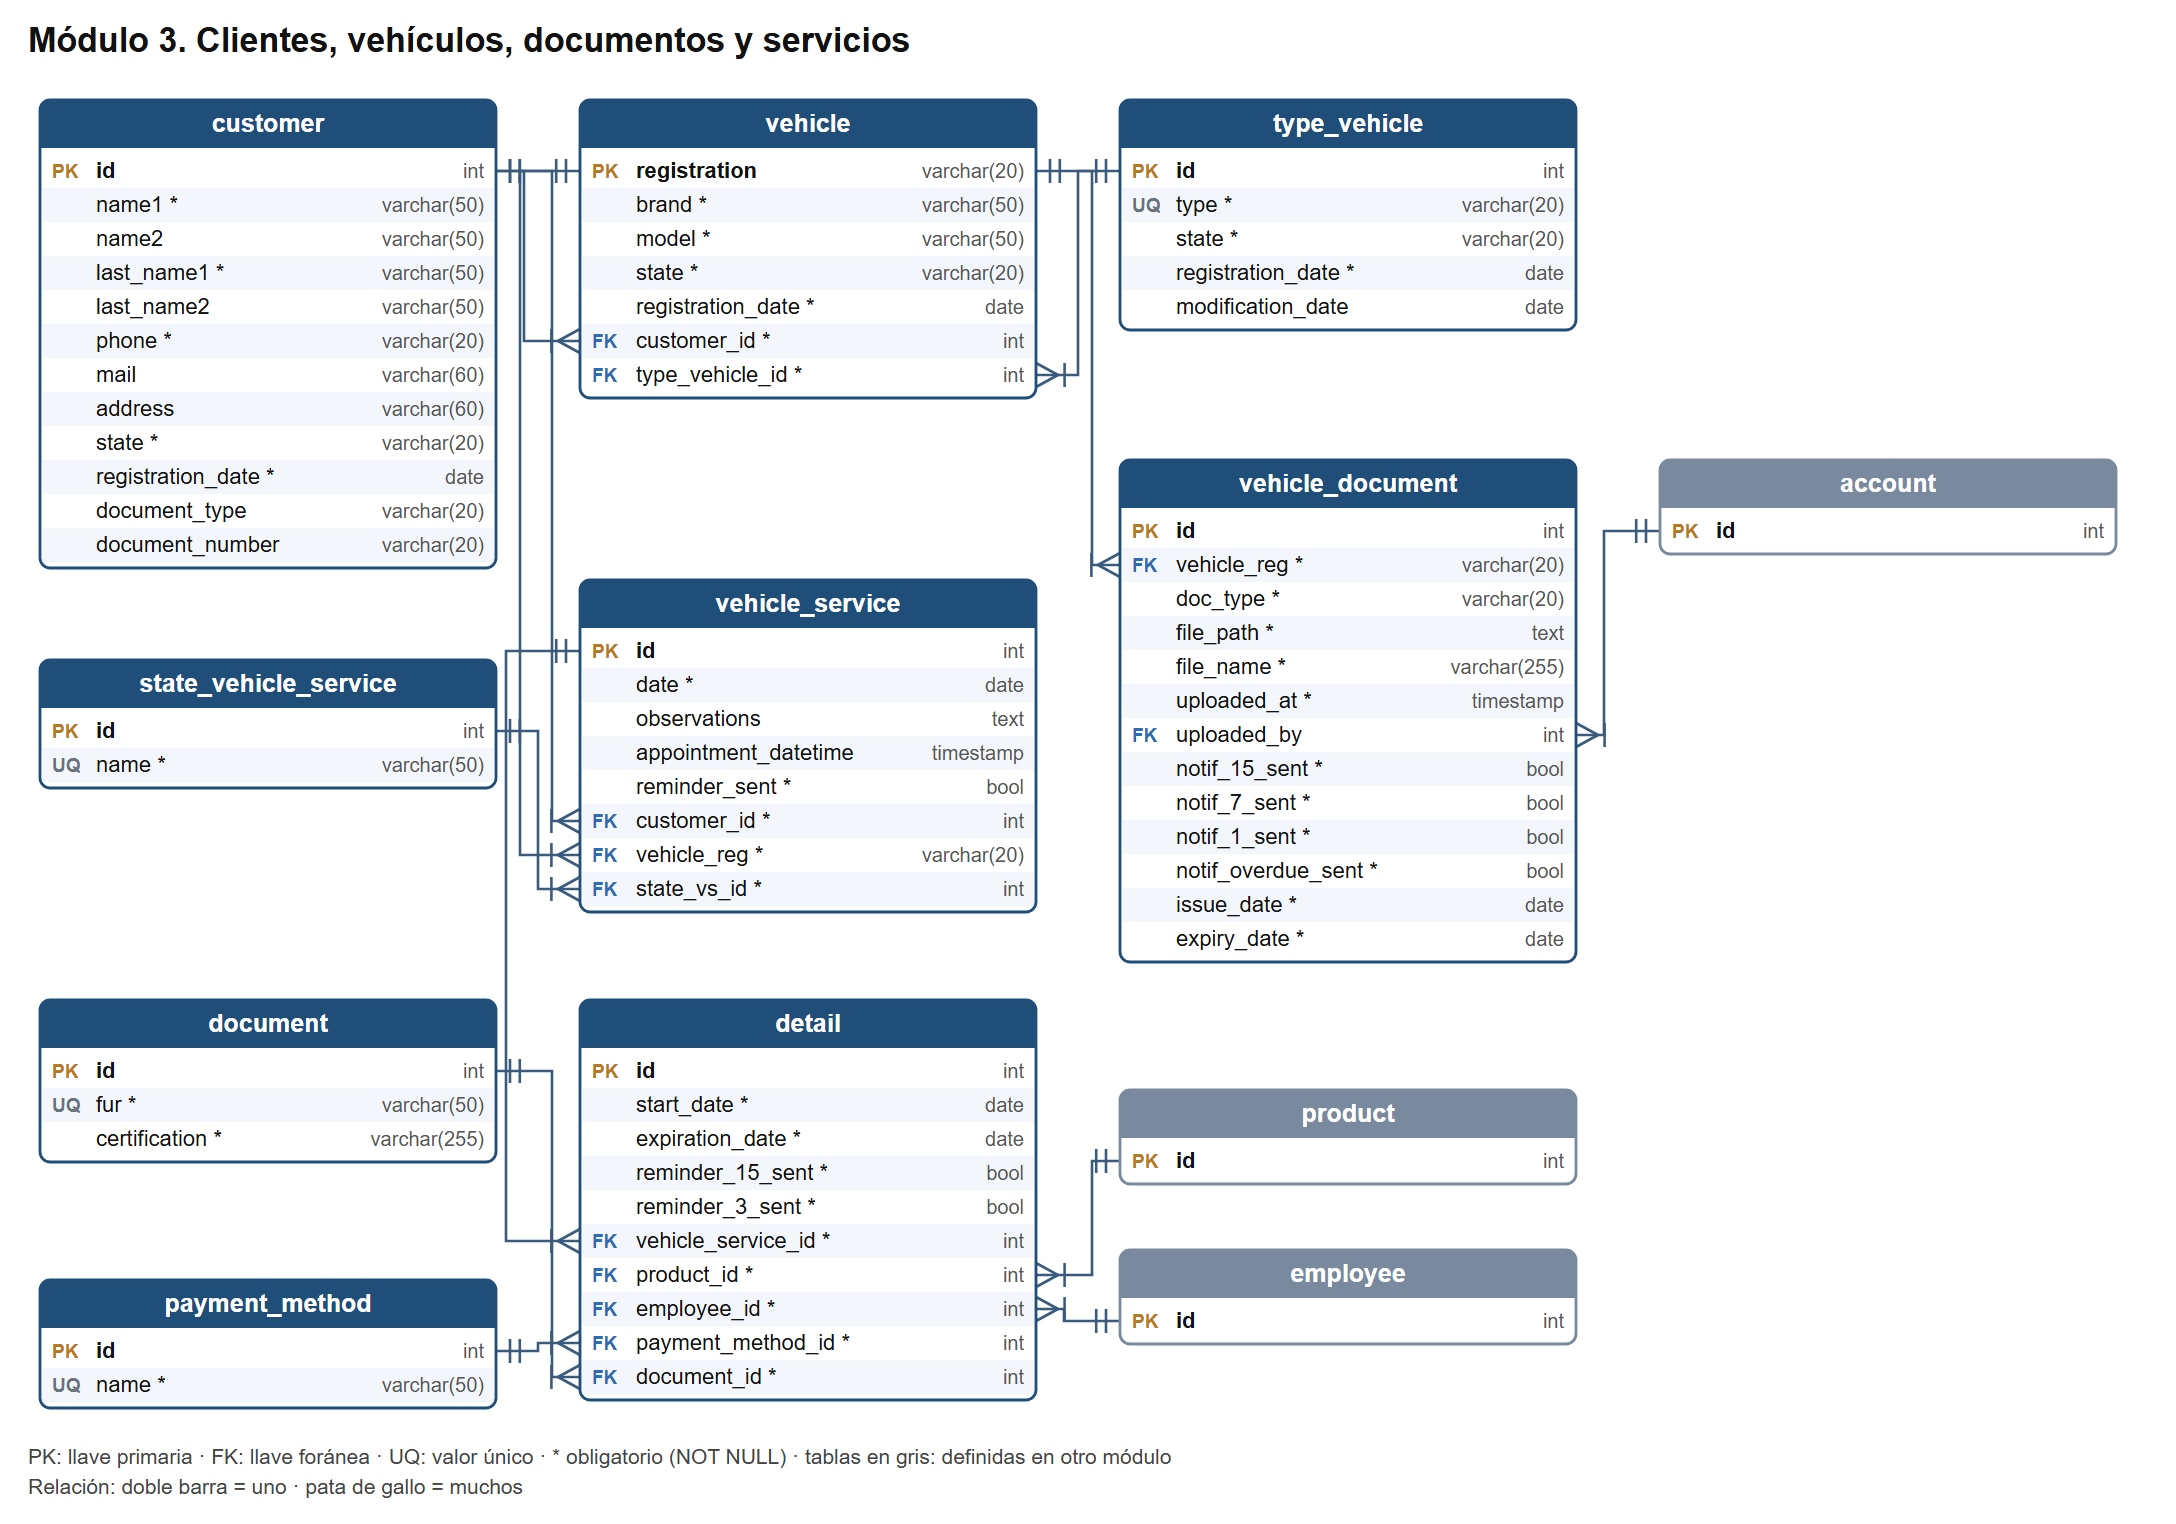 Módulo 3. Clientes, vehículos, documentos y servicios
customer
PK id int
name1 * varchar(50)
name2 varchar(50)
last_name1 * varchar(50)
last_name2 varchar(50)
phone * varchar(20)
mail varchar(60)
address varchar(60)
state * varchar(20)
registration_date * date
document_type varchar(20)
document_number varchar(20)
vehicle
PK registration varchar(20)
brand * varchar(50)
model * varchar(50)
state * varchar(20)
registration_date * date
FK customer_id * int
FK type_vehicle_id * int
type_vehicle
PK id int
UQ type * varchar(20)
state * varchar(20)
registration_date * date
modification_date date
vehicle_document
PK id int
FK vehicle_reg * varchar(20)
doc_type * varchar(20)
file_path * text
file_name * varchar(255)
uploaded_at * timestamp
FK uploaded_by int
notif_15_sent * bool
notif_7_sent * bool
notif_1_sent * bool
notif_overdue_sent * bool
issue_date * date
expiry_date * date
account
PK id int
vehicle_service
PK id int
date * date
observations text
appointment_datetime timestamp
reminder_sent * bool
FK customer_id * int
FK vehicle_reg * varchar(20)
FK state_vs_id * int
state_vehicle_service
PK id int
UQ name * varchar(50)
document
PK id int
UQ fur * varchar(50)
certification * varchar(255)
detail
PK id int
start_date * date
expiration_date * date
reminder_15_sent * bool
reminder_3_sent * bool
FK vehicle_service_id * int
FK product_id * int
FK employee_id * int
FK payment_method_id * int
FK document_id * int
product
PK id int
employee
PK id int
payment_method
PK id int
UQ name * varchar(50)
PK: llave primaria · FK: llave foránea · UQ: valor único · * obligatorio (NOT NULL) · tablas en gris: definidas en otro módulo
Relación: doble barra = uno · pata de gallo = muchos